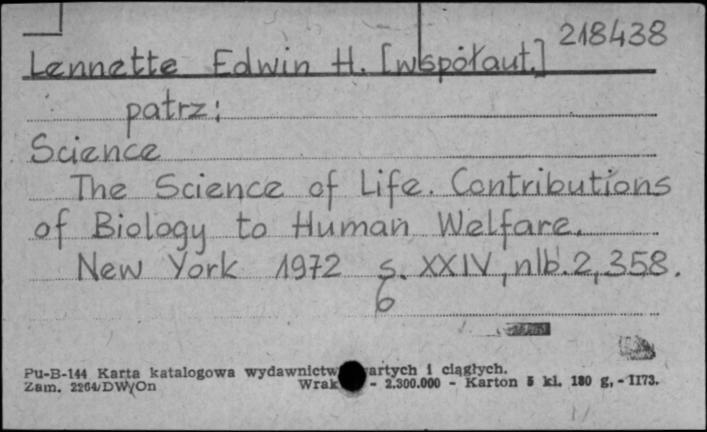 218438
Lennette Edwin H. [współaut.]
patrz:
Science
The Science of Life. Contributions
of Biology to Human Welfare.
New York 1972 s. XXIV, nlb. 2, 358.
6
Pu-B-144 Karta katalogowa wydawnictw wartych i ciągłych.
Zam. 2264/DWyOn Wrak - 2.300.000 - Karton 5 kl. 180 g. - II73.